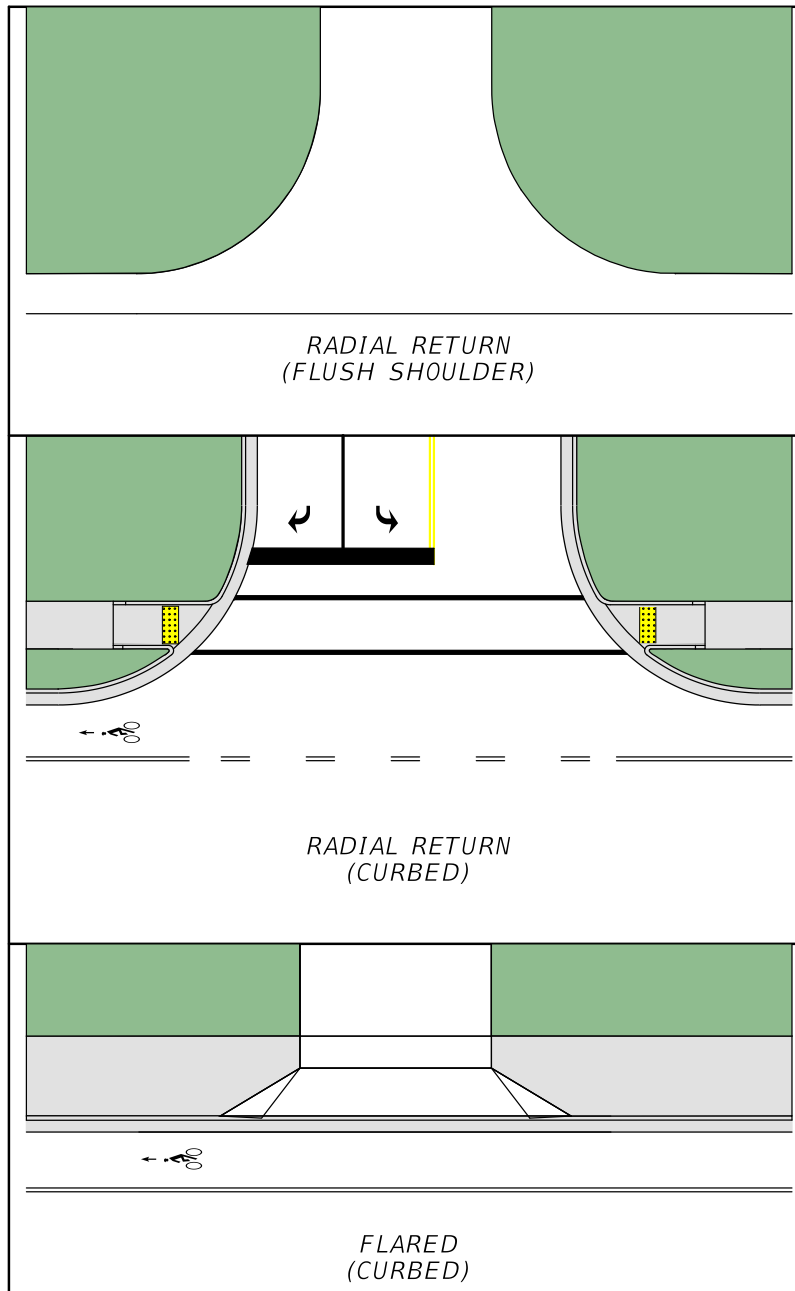 RADIAL RETURN
(FLUSH SHOULDER)
RADIAL RETURN
(CURBED)
FLARED
(CURBED)